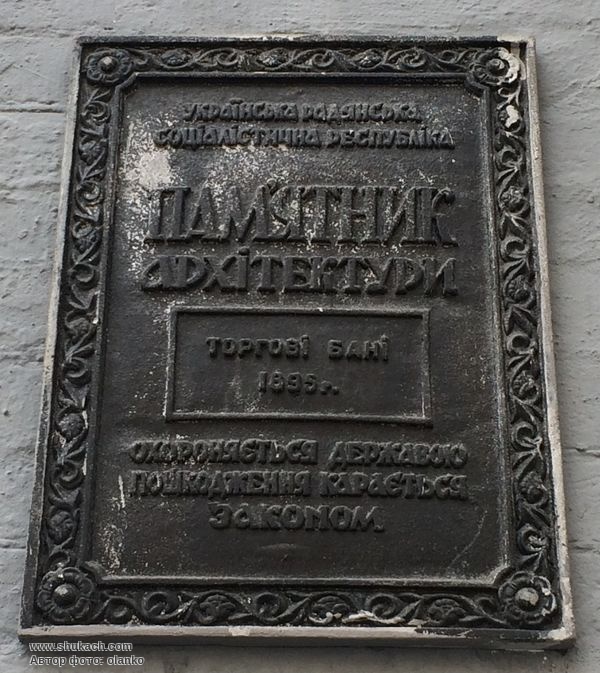 УКРАЇНСЬКА РАДЯНСЬКА
СОЦІАЛІСТИЧНА РЕСПУБЛІКА
ПАМ'ЯТНИК
АРХІТЕКТУРИ
ТОРГОВІ БАНІ
1895 р.
ОХОРОНЯЄТЬСЯ ДЕРЖАВОЮ
ПОШКОДЖЕННЯ КАРАЄТЬСЯ
ЗАКОНОМ
www.shukach.com
Автор фото: olanko